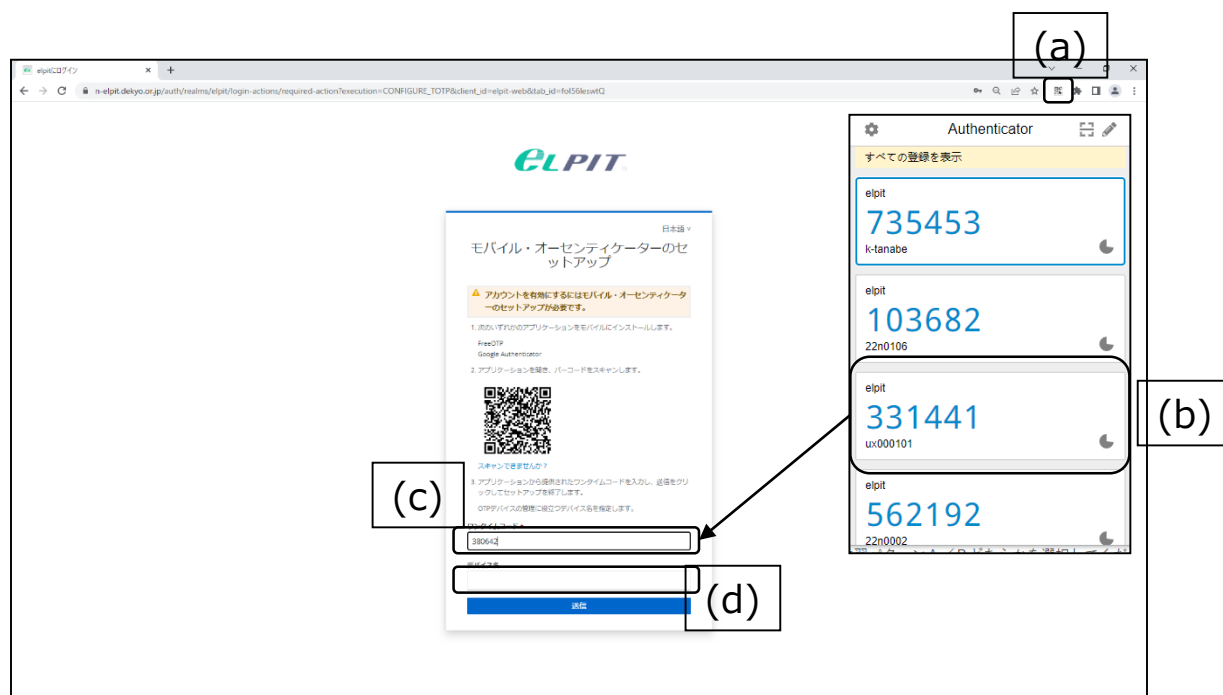 (a)
elpitにログイン
n-elpit.dekyo.or.jp/auth/realms/elpit/login-actions/required-action?execution=CONFIGURE_TOTP&client_id=elpit-web&tab_id=fol56leswtQ
ELPIT
日本語
モバイル・オーセンティケーターのセ
ットアップ
アカウントを有効にするにはモバイル・オーセンティケータ
ーのセットアップが必要です。
1. 次のいずれかのアプリケーションをモバイルにインストールします。
FreeOTP
Google Authenticator
2. アプリケーションを開き、バーコードをスキャンします。
スキャンできませんか?
3. アプリケーションから提供されたワンタイムコードを入力し、送信をクリ
ックしてセットアップを終了します。
OTPデバイスの管理に役立つデバイス名を指定します。
(c)
ワンタイムコード *
380642
デバイス名
(d)
送信
Authenticator
すべての登録を表示
elpit
735453
k-tanabe
elpit
103682
22n0106
elpit
331441
ux000101
(b)
elpit
562192
22n0002